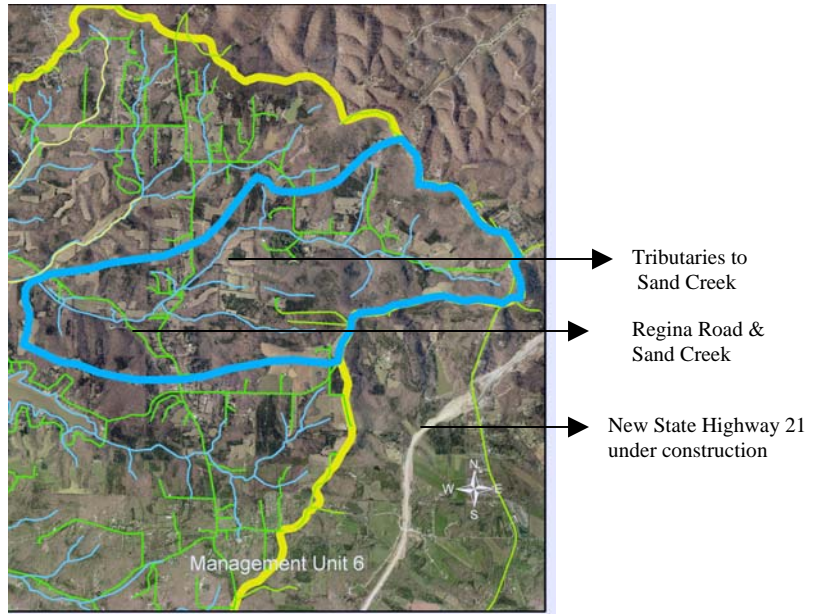 Tributaries to
Sand Creek
Regina Road &
Sand Creek
New State Highway 21
under construction
N
W E
S
Management Unit 6